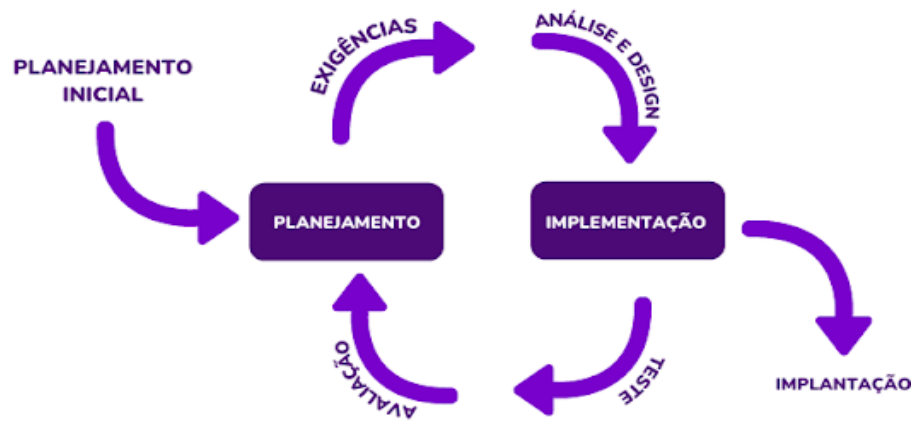 PLANEJAMENTO
INICIAL
EXIGÊNCIAS
ANÁLISE E DESIGN
PLANEJAMENTO
IMPLEMENTAÇÃO
AVALIAÇÃO
TESTE
IMPLANTAÇÃO